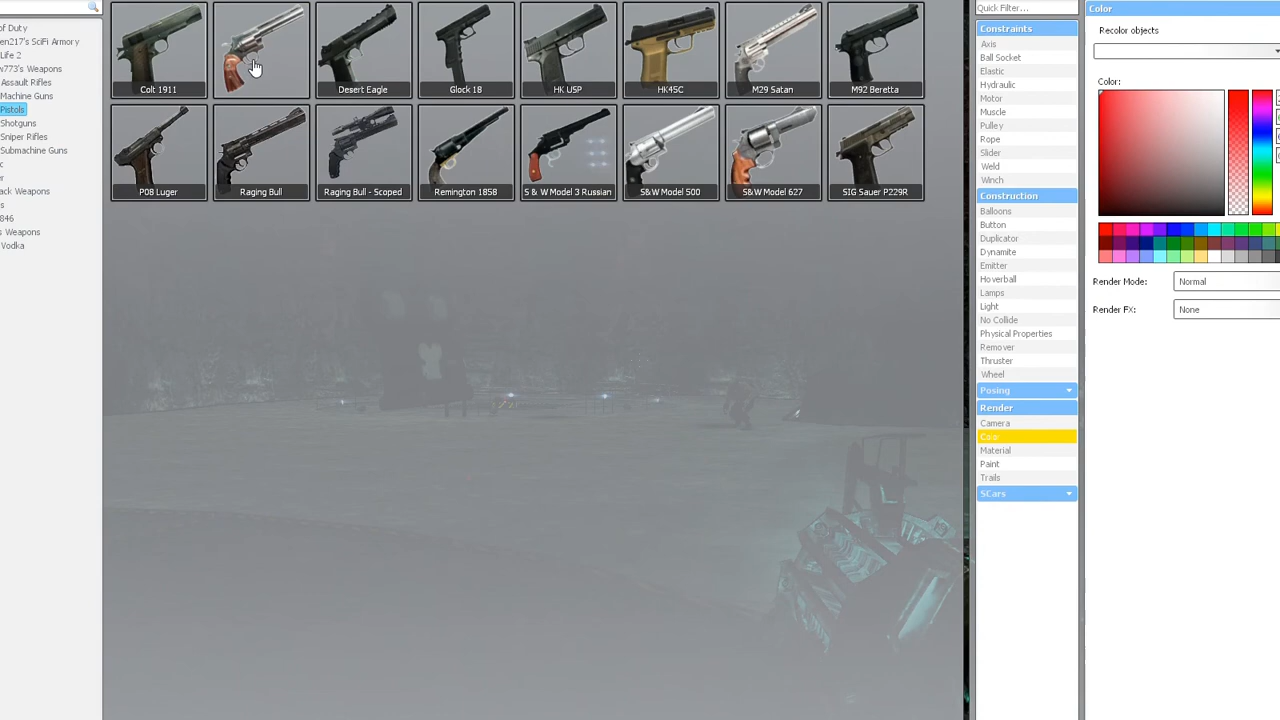 of Duty
en217's SciFi Armory
Life 2
w773's Weapons
Assault Rifles
Machine Guns
Pistols
Shotguns
Sniper Rifles
Submachine Guns
c
r
ack Weapons
s
846
s Weapons
Vodka
Colt 1911
Desert Eagle
Glock 18
HK USP
HK45C
M29 Satan
M92 Beretta
P08 Luger
Raging Bull
Raging Bull - Scoped
Remington 1858
S & W Model 3 Russian
S&W Model 500
S&W Model 627
SIG Sauer P229R
Quick Filter...
Constraints
Axis
Ball Socket
Elastic
Hydraulic
Motor
Muscle
Pulley
Rope
Slider
Weld
Winch
Construction
Balloons
Button
Duplicator
Dynamite
Emitter
Hoverball
Lamps
Light
No Collide
Physical Properties
Remover
Thruster
Wheel
Posing
Render
Camera
Color
Material
Paint
Trails
SCars
Color
Recolor objects
Color:
Render Mode: Normal
Render FX: None